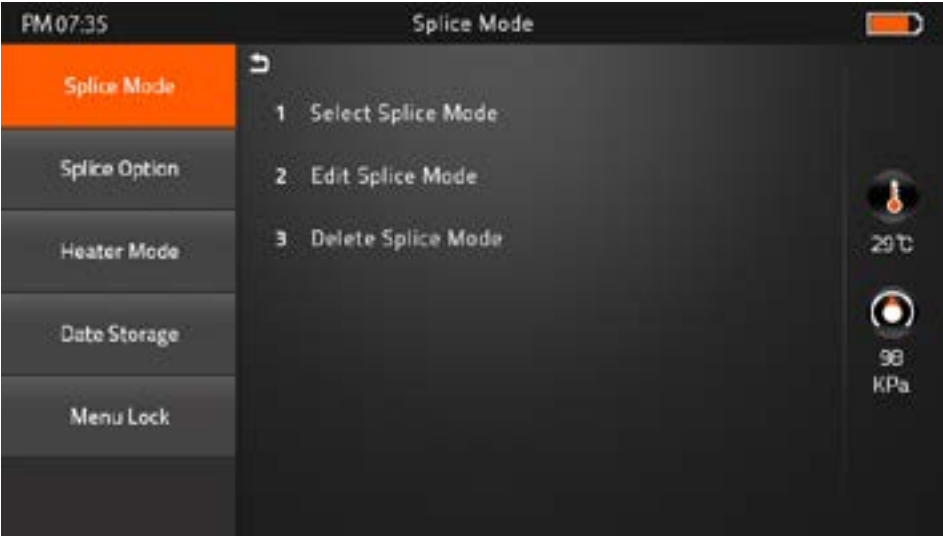 PM 07:35
Splice Mode
Splice Mode
Splice Option
Heater Mode
Date Storage
Menu Lock
1 Select Splice Mode
2 Edit Splice Mode
3 Delete Splice Mode
29℃
98
KPa